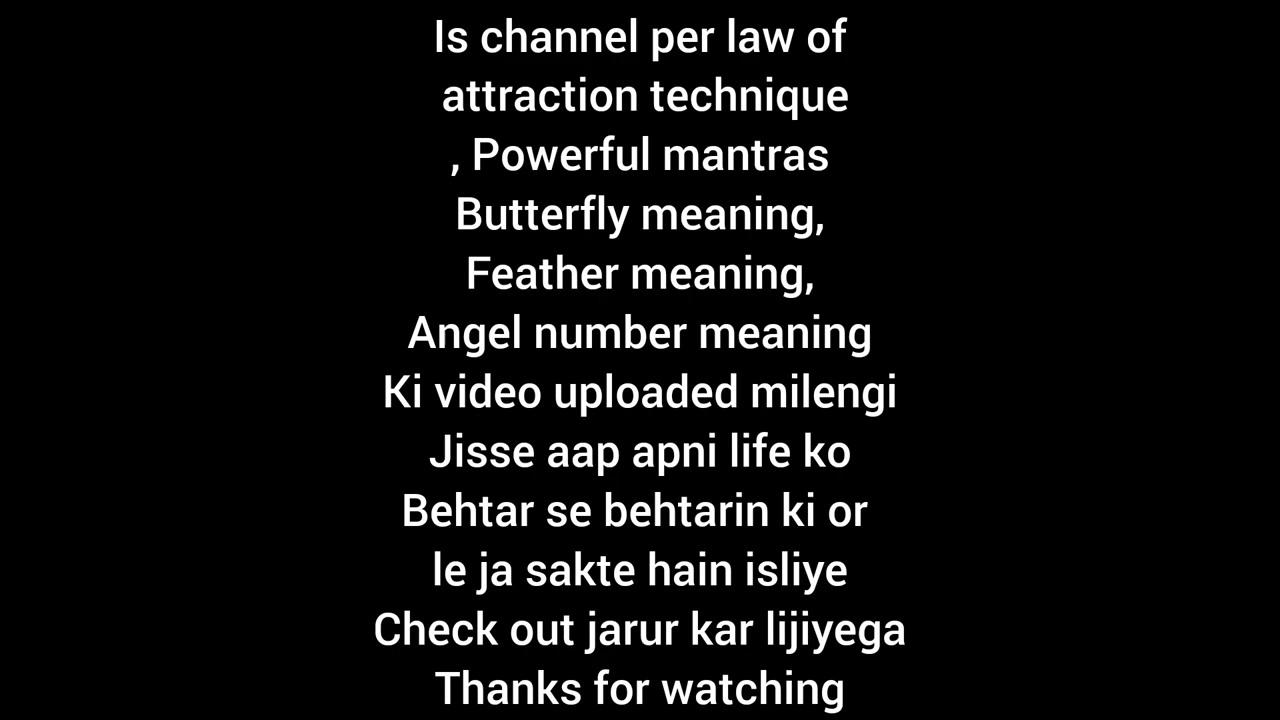 Is channel per law of
attraction technique
, Powerful mantras
Butterfly meaning,
Feather meaning,
Angel number meaning
Ki video uploaded milengi
Jisse aap apni life ko
Behtar se behtarin ki or
le ja sakte hain isliye
Check out jarur kar lijiyega
Thanks for watching